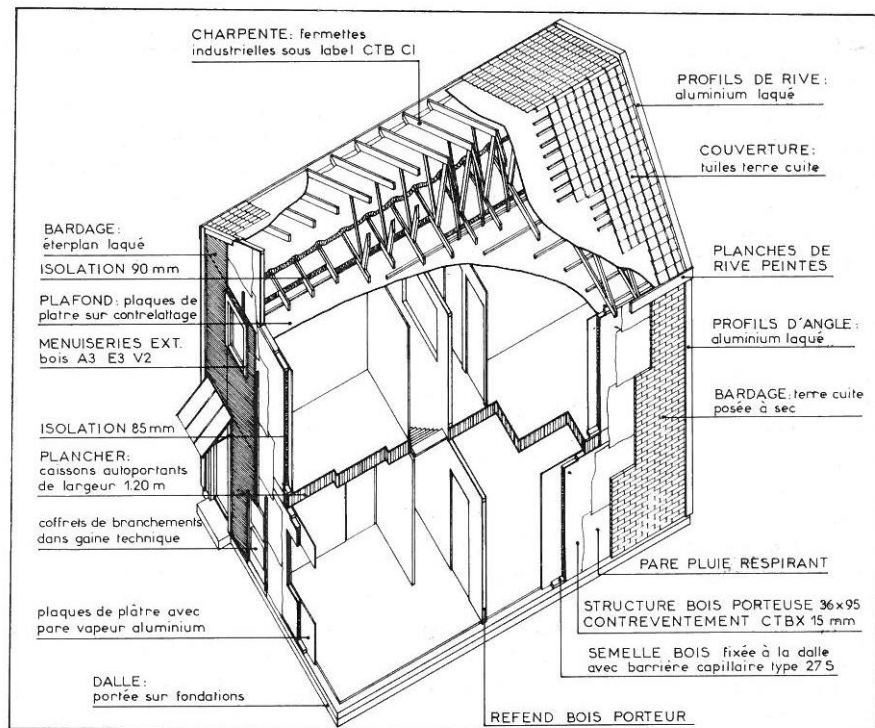 CHARPENTE: fermettes
industrielles sous label CTB CI
PROFILS DE RIVE:
aluminium laqué
COUVERTURE:
tuiles terre cuite
BARDAGE:
éterplan laqué
ISOLATION 90 mm
PLAFOND: plaques de
platre sur contrelattage
MENUISERIES EXT.
bois A3 E3 V2
ISOLATION 85 mm
PLANCHER:
caissons autoportants
de largeur 1.20 m
coffrets de branchements
dans gaine technique
plaques de plâtre avec
pare vapeur aluminium
DALLE:
portée sur fondations
PLANCHES DE
RIVE PEINTES
PROFILS D'ANGLE:
aluminium laqué
BARDAGE: terre cuite
posée à sec
PARE PLUIE RESPIRANT
STRUCTURE BOIS PORTEUSE 36x95
CONTREVENTEMENT CTBX 15 mm
SEMELLE BOIS fixée à la dalle
avec barrière capillaire type 27 S
REFEND BOIS PORTEUR